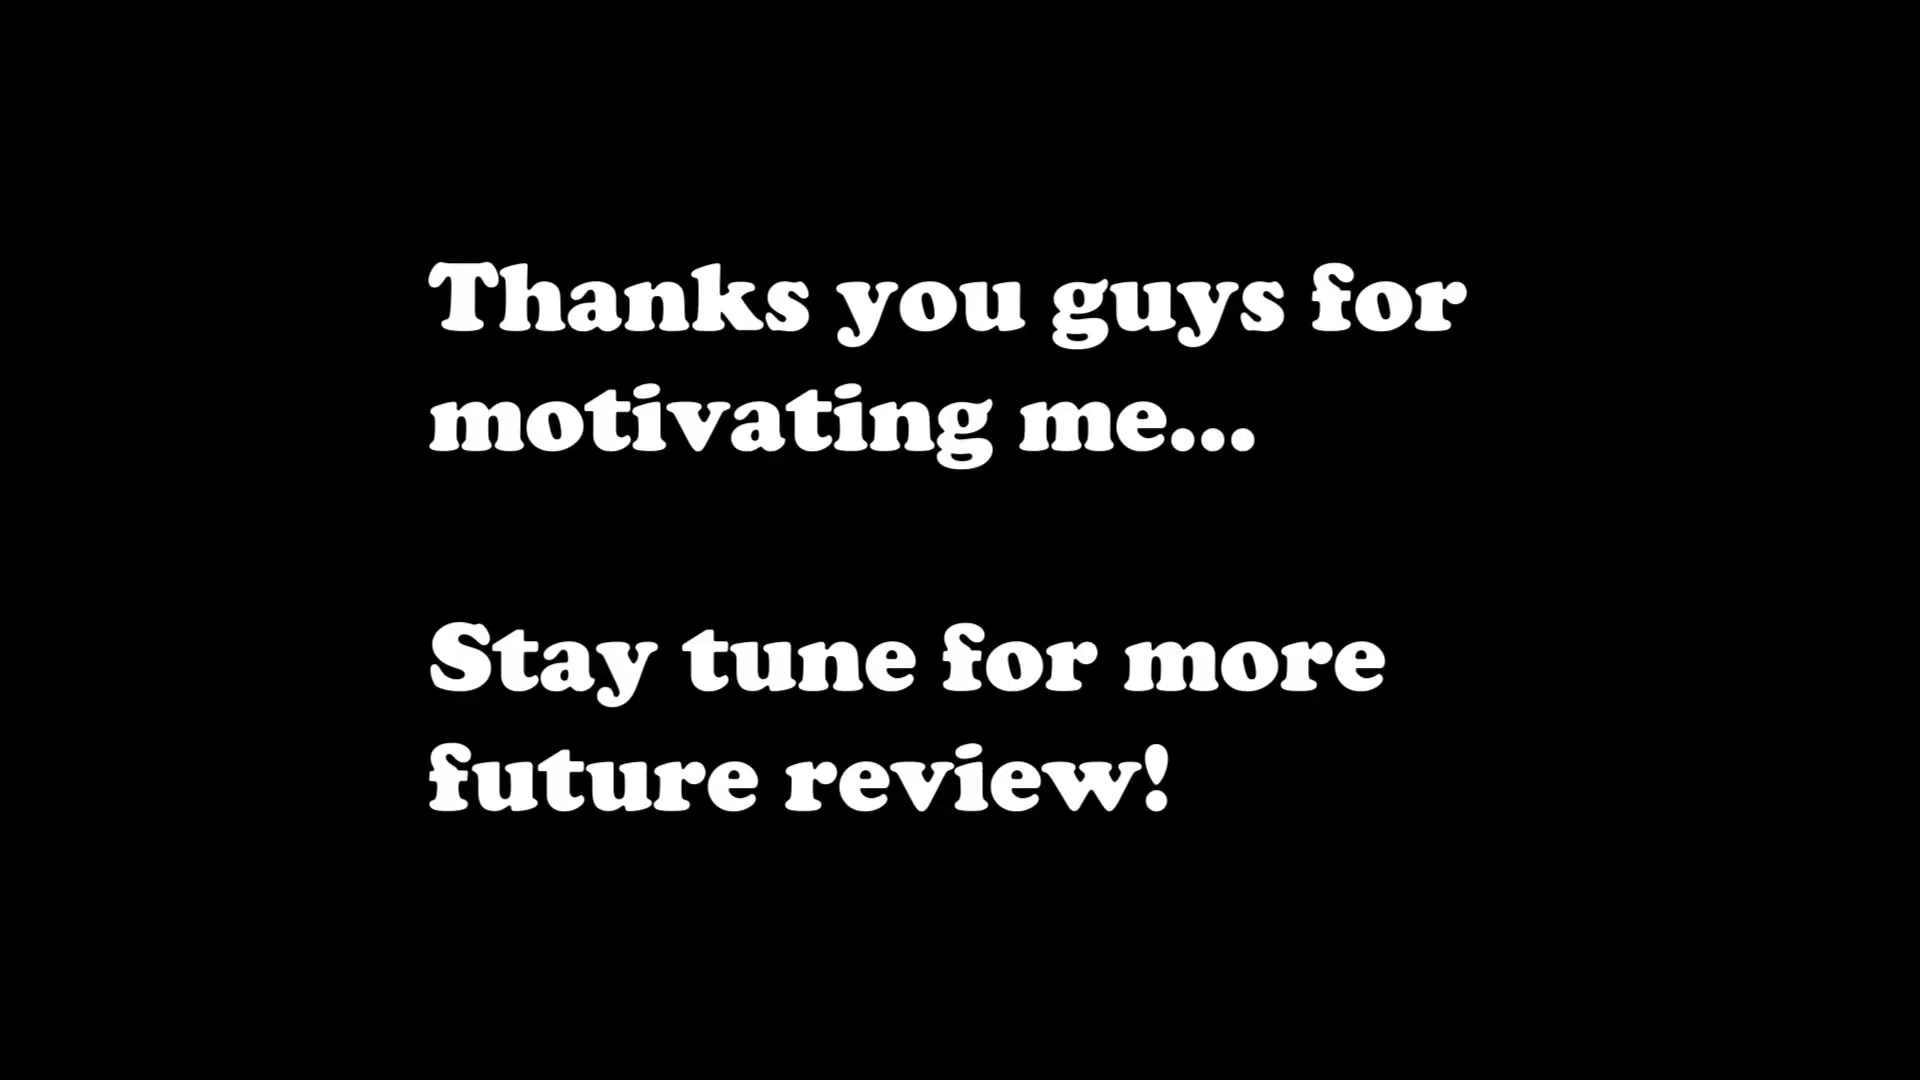 Thanks you guys for
motivating me...
Stay tune for more
future review!